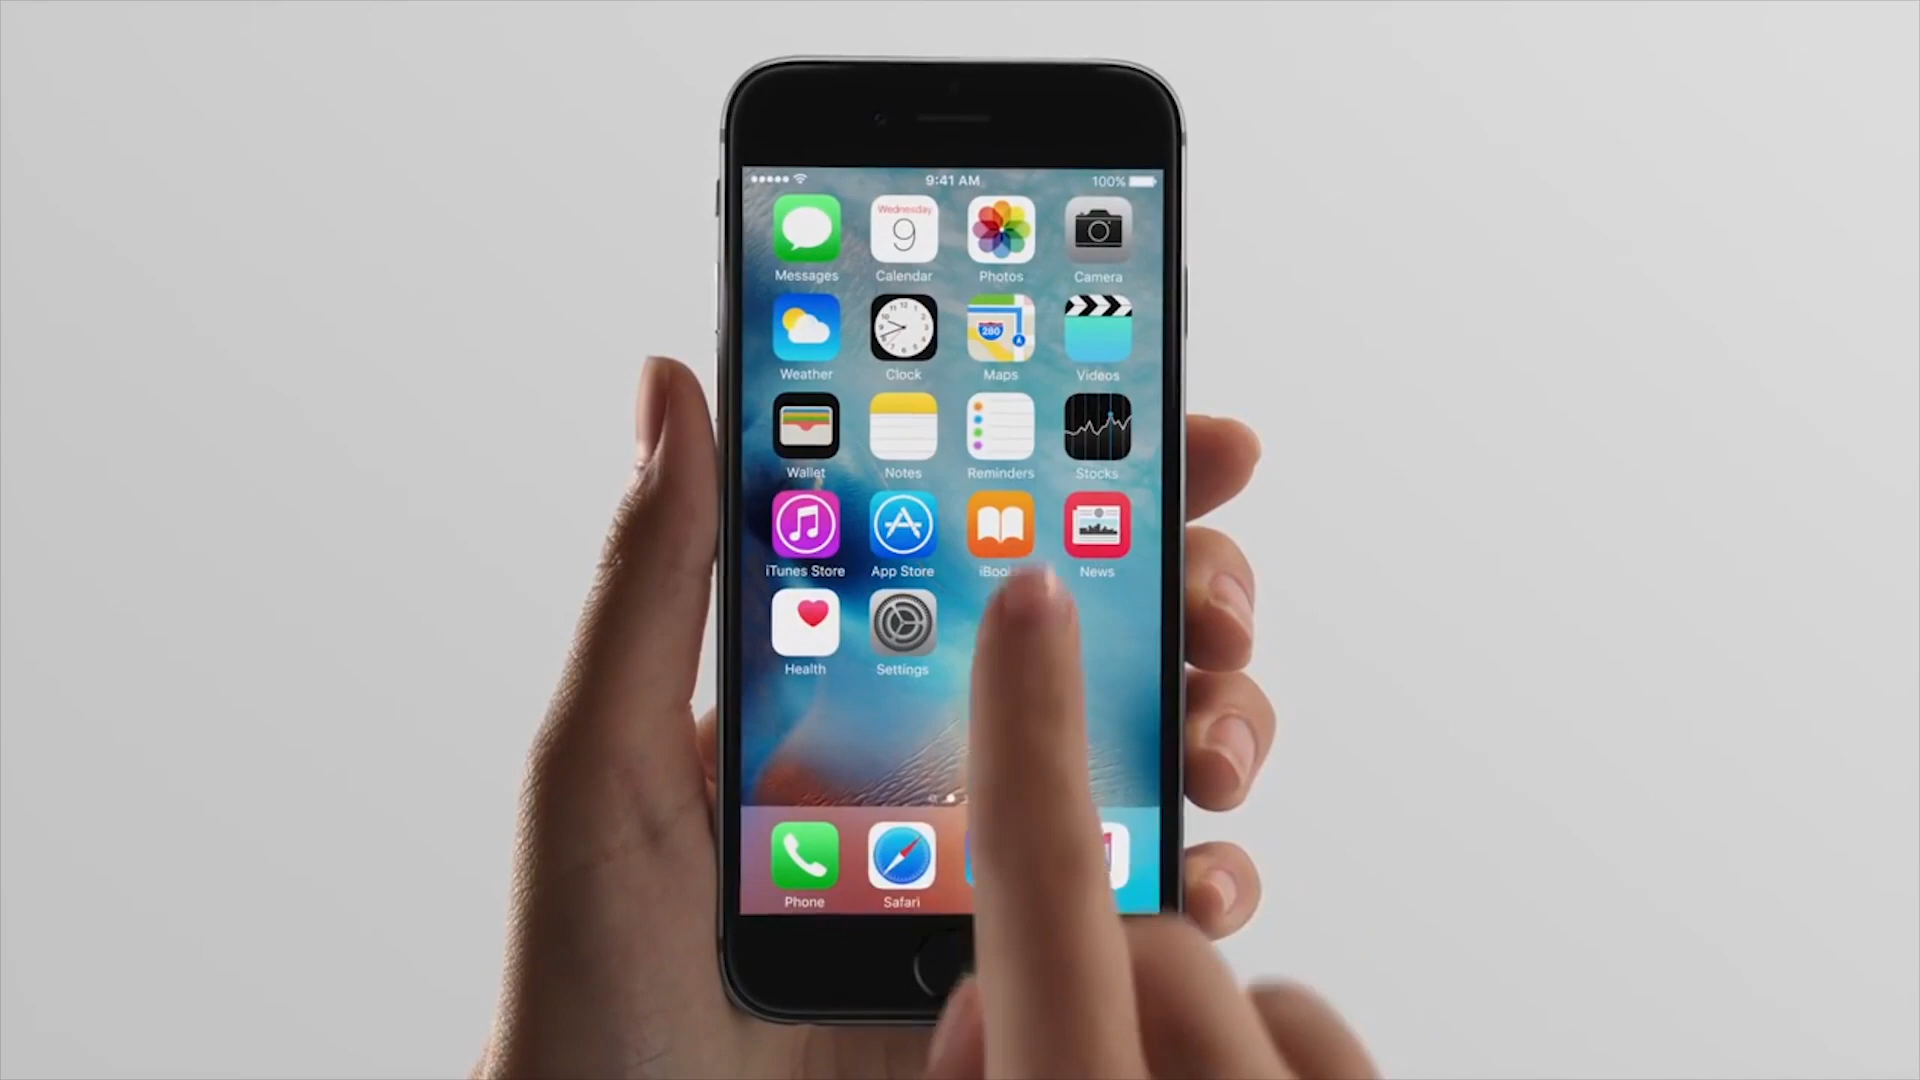 9:41 AM 100%
Wednesday
9
Messages Calendar Photos Camera
280
Weather Clock Maps Videos
Wallet Notes Reminders Stocks
iTunes Store App Store News
Health Settings
Phone Safari